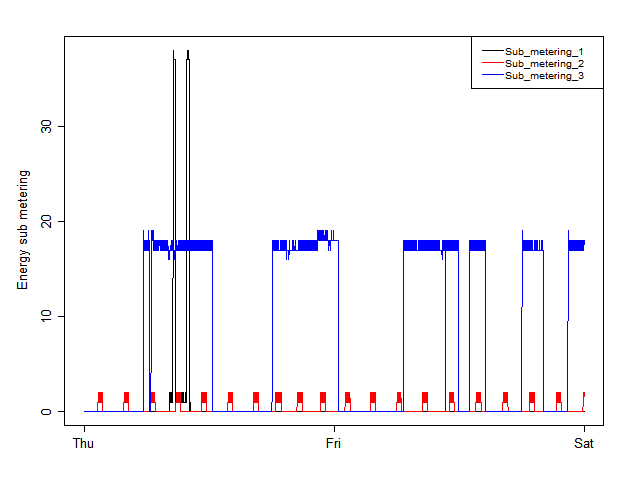 Sub_metering_1
Sub_metering_2
Sub_metering_3
Energy sub metering
30
20
10
0
Thu Fri Sat